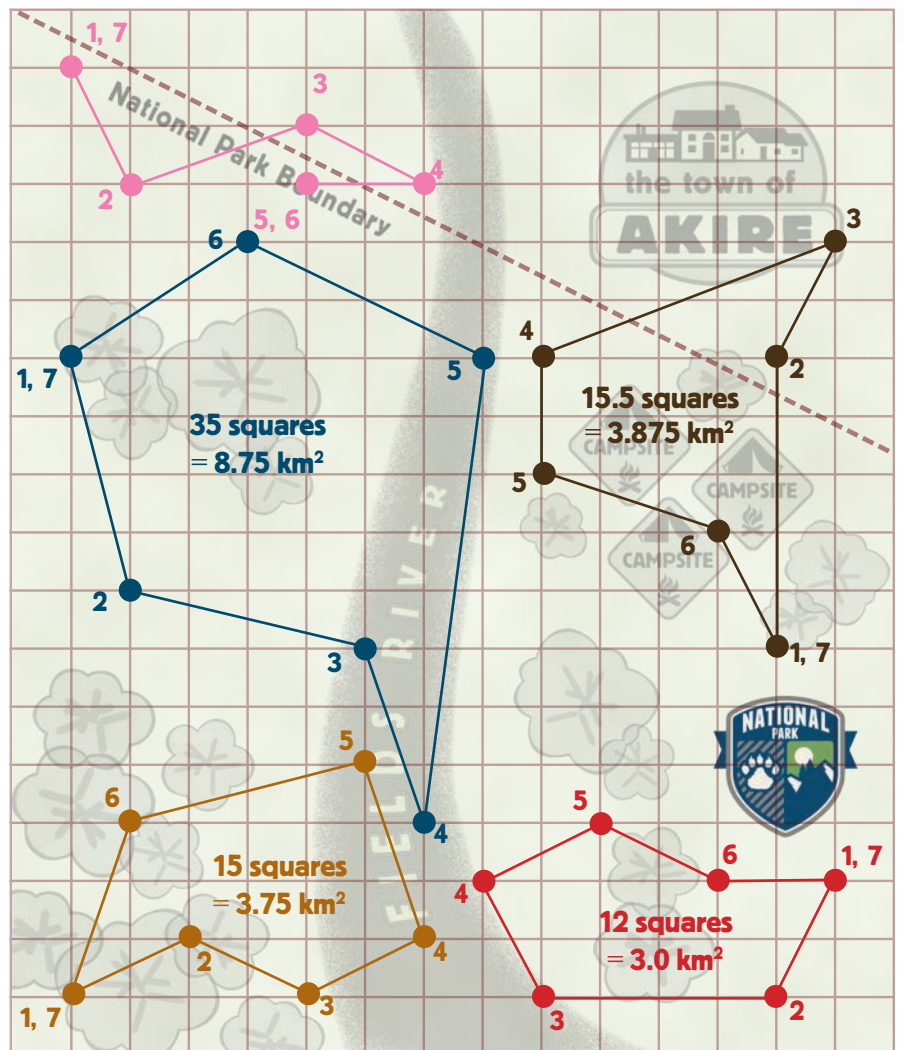 1, 7
3
National Park Boundary
4
2
5, 6
the town of
AKIRE
3
6
4
2
1, 7
5
15.5 squares
= 3.875 km²
35 squares
= 8.75 km²
CAMPSITE
5
CAMPSITE
6
CAMPSITE
2
3
1, 7
FIELDS RIVER
NATIONAL
PARK
5
6
4
5
15 squares
= 3.75 km²
6
1, 7
4
12 squares
= 3.0 km²
2
4
3
1, 7
2
3